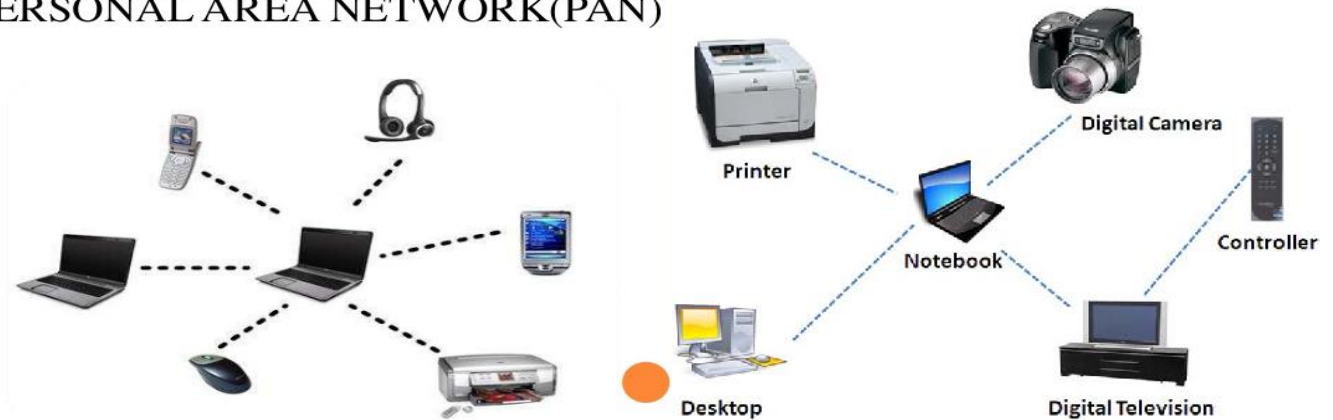 ERSONAL AREA NETWORK(PAN)
Digital Camera
Printer
Controller
Notebook
Desktop
Digital Television